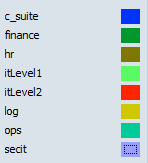 c_suite
finance
hr
itLevel1
itLevel2
log
ops
secit